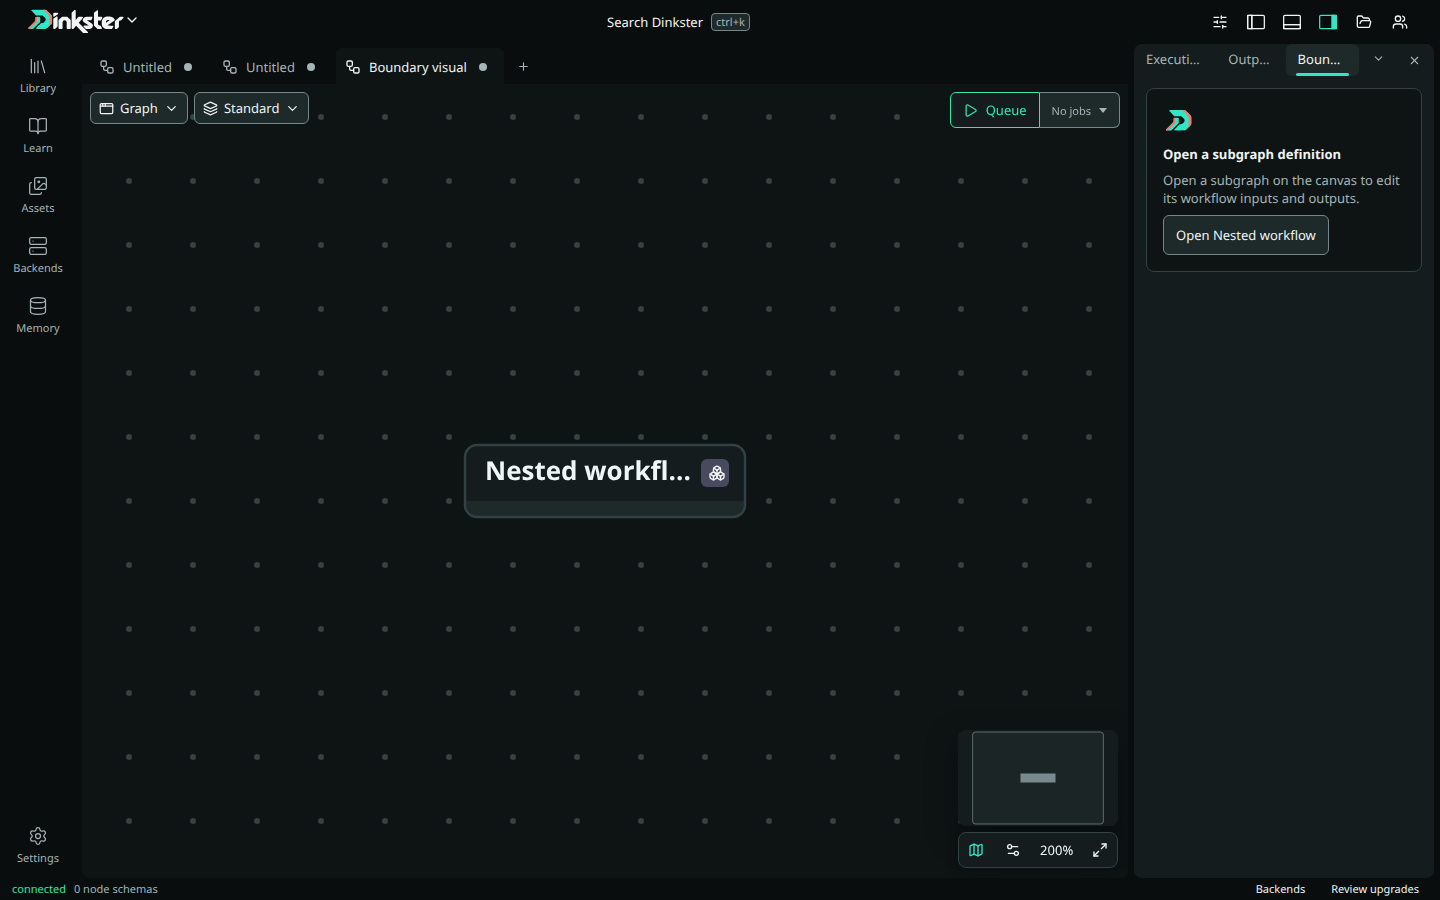 Dinkster
Search Dinkster ctrl+k
Library
Learn
Assets
Backends
Memory
Settings
Untitled
Untitled
Boundary visual
Graph
Standard
Queue
No jobs
Nested workfl...
200%
Executi...
Outp...
Boun...
Open a subgraph definition
Open a subgraph on the canvas to edit
its workflow inputs and outputs.
Open Nested workflow
connected 0 node schemas
Backends
Review upgrades